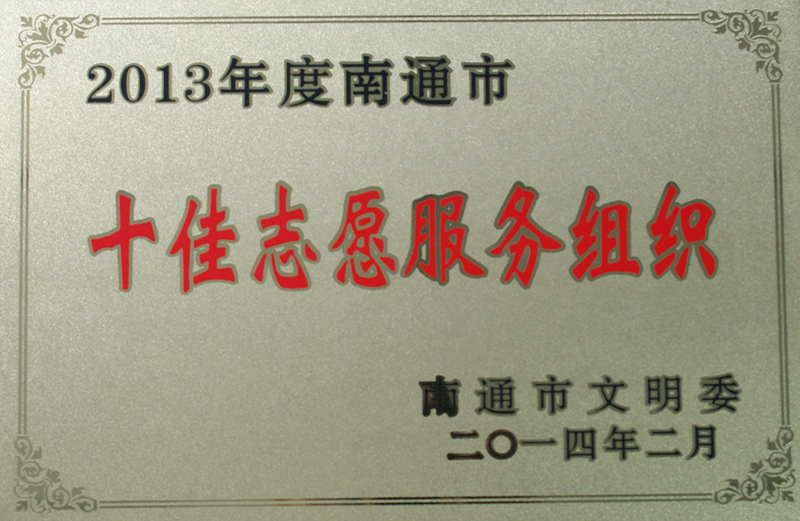 2013年度南通市
十佳志愿服务组织
南通市文明委
二〇一四年二月